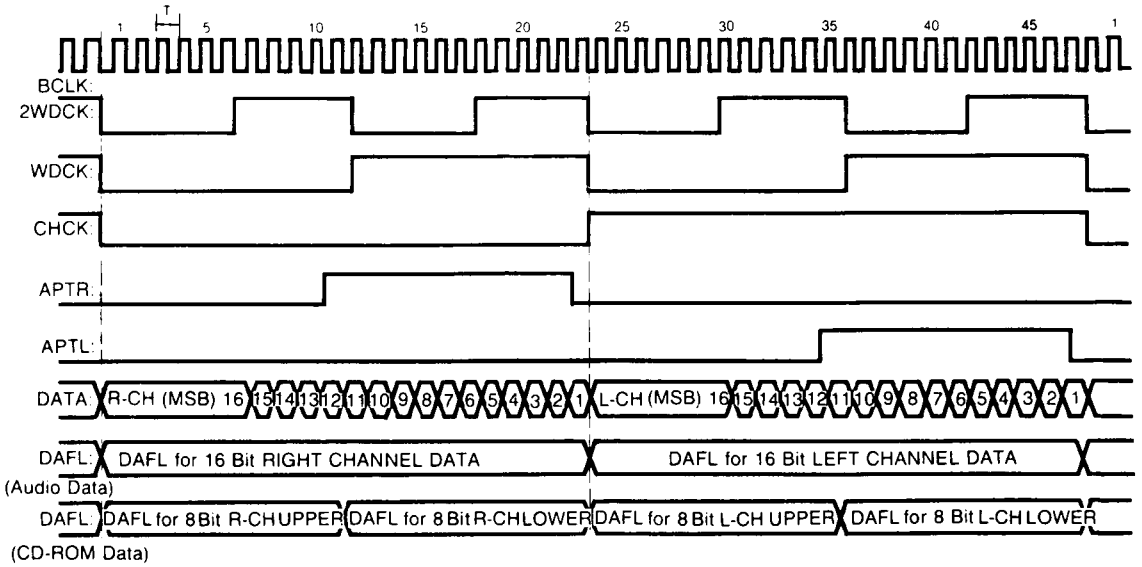 T
1 5 10 15 20 25 30 35 40 45 1
BCLK:
2WDCK:
WDCK:
CHCK:
APTR:
APTL:
DATA: R-CH (MSB) 16 15 14 13 12 11 10 9 8 7 6 5 4 3 2 1 L-CH (MSB) 16 15 14 13 12 11 10 9 8 7 6 5 4 3 2 1
DAFL: DAFL for 16 Bit RIGHT CHANNEL DATA DAFL for 16 Bit LEFT CHANNEL DATA
(Audio Data)
DAFL: DAFL for 8 Bit R-CH UPPER DAFL for 8 Bit R-CH LOWER DAFL for 8 Bit L-CH UPPER DAFL for 8 Bit L-CH LOWER
(CD-ROM Data)